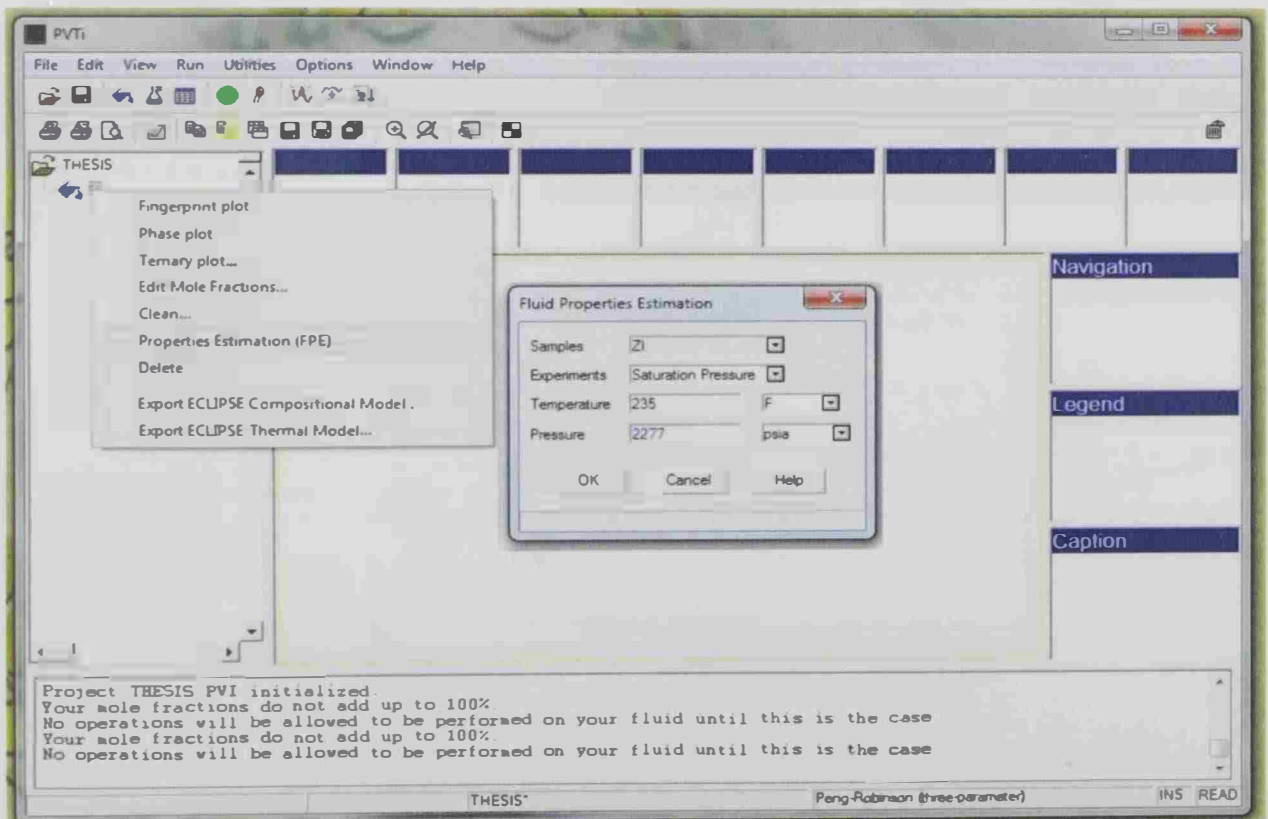 PVTi
File Edit View Run Utilities Options Window Help
THESIS
Fingerprint plot
Phase plot
Ternary plot...
Edit Mole Fractions...
Clean...
Properties Estimation (FPE)
Delete
Export ECLIPSE Compositional Model .
Export ECLIPSE Thermal Model...
Fluid Properties Estimation
Samples ZI
Experiments Saturation Pressure
Temperature 235 F
Pressure 2277 psia
OK Cancel Help
Navigation
Legend
Caption
Project THESIS PVI initialized.
Your mole fractions do not add up to 100%.
No operations will be allowed to be performed on your fluid until this is the case
Your mole fractions do not add up to 100%.
No operations will be allowed to be performed on your fluid until this is the case
THESIS* Peng-Robinson (three-parameter) INS READ